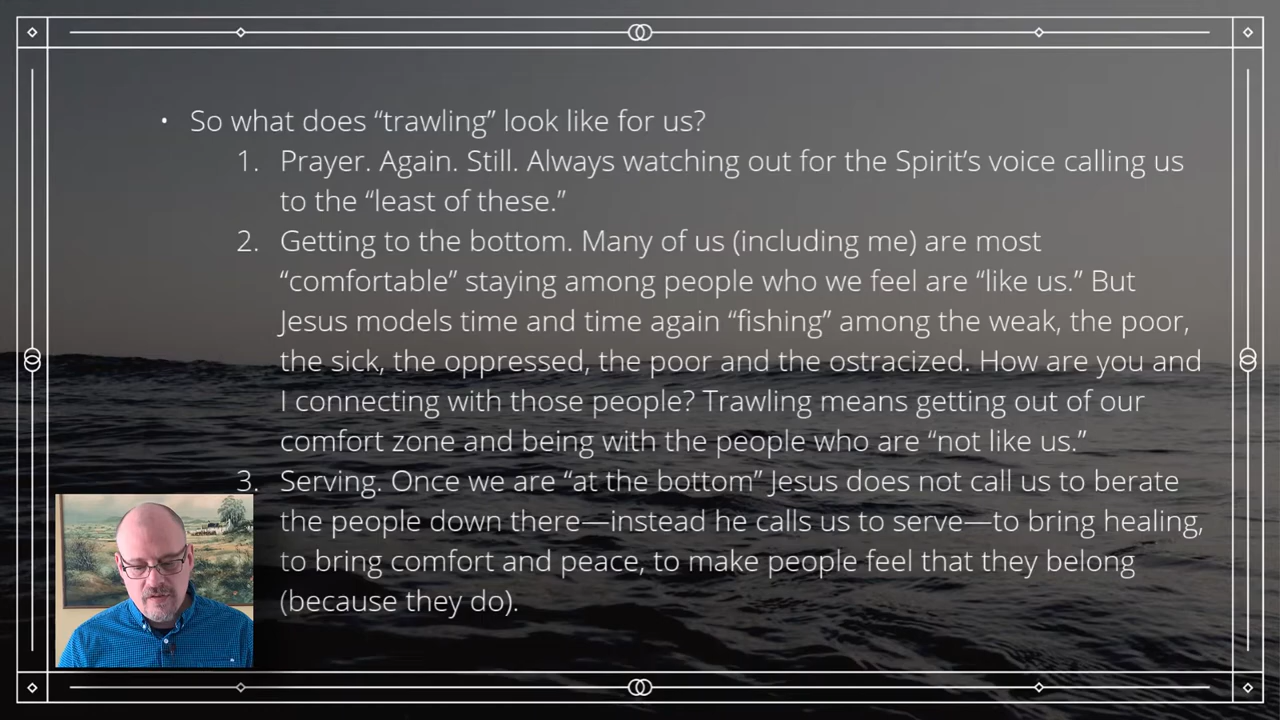 • So what does “trawling” look like for us?
1. Prayer. Again. Still. Always watching out for the Spirit’s voice calling us
to the “least of these.”
2. Getting to the bottom. Many of us (including me) are most
“comfortable” staying among people who we feel are “like us.” But
Jesus models time and time again “fishing” among the weak, the poor,
the sick, the oppressed, the poor and the ostracized. How are you and
I connecting with those people? Trawling means getting out of our
comfort zone and being with the people who are “not like us.”
3. Serving. Once we are “at the bottom” Jesus does not call us to berate
the people down there—instead he calls us to serve—to bring healing,
to bring comfort and peace, to make people feel that they belong
(because they do).